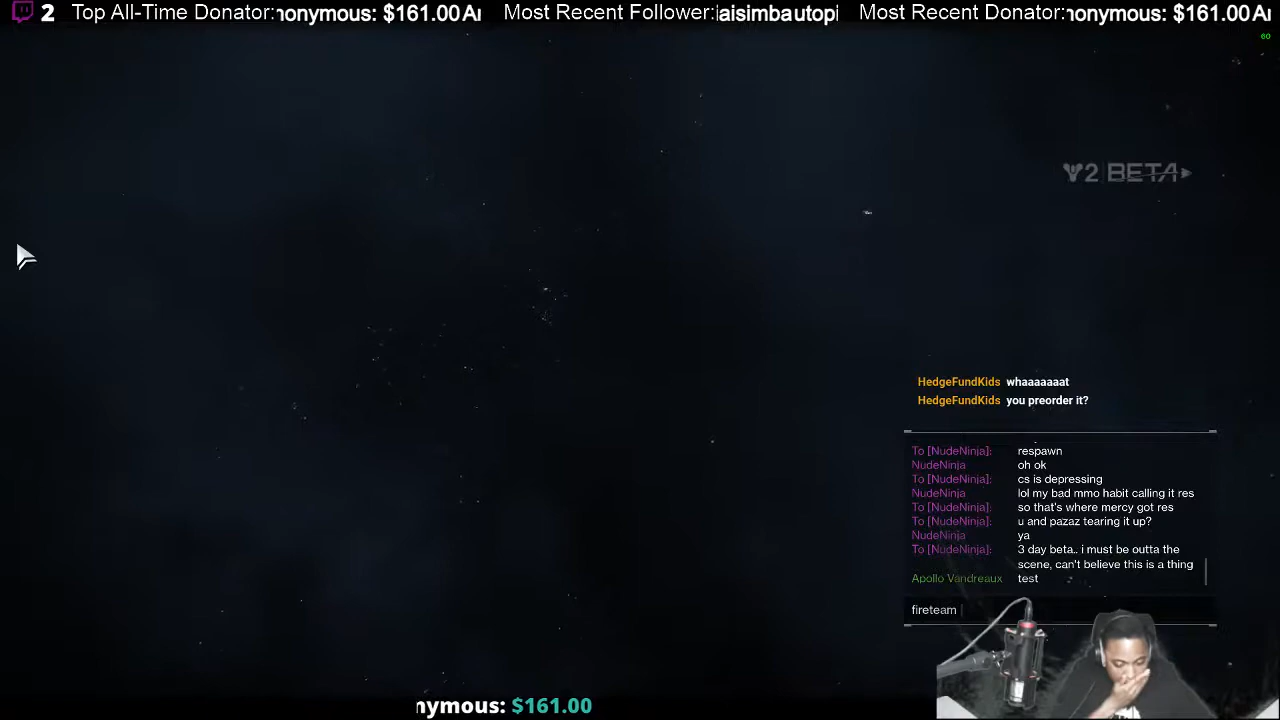 2 Top All-Time Donator: nonymous: $161.00 Most Recent Follower: aisimbautopi Most Recent Donator: nonymous: $161.00
60
2 BETA
HedgeFundKids whaaaaaaat
HedgeFundKids you preorder it?
To [NudeNinja]: respawn
NudeNinja oh ok
To [NudeNinja]: cs is depressing
NudeNinja lol my bad mmo habit calling it res
To [NudeNinja]: so that's where mercy got res
To [NudeNinja]: u and pazaz tearing it up?
NudeNinja ya
To [NudeNinja]: 3 day beta.. i must be outta the
scene, can't believe this is a thing
Apollo Vandreaux test
fireteam
nymous: $161.00